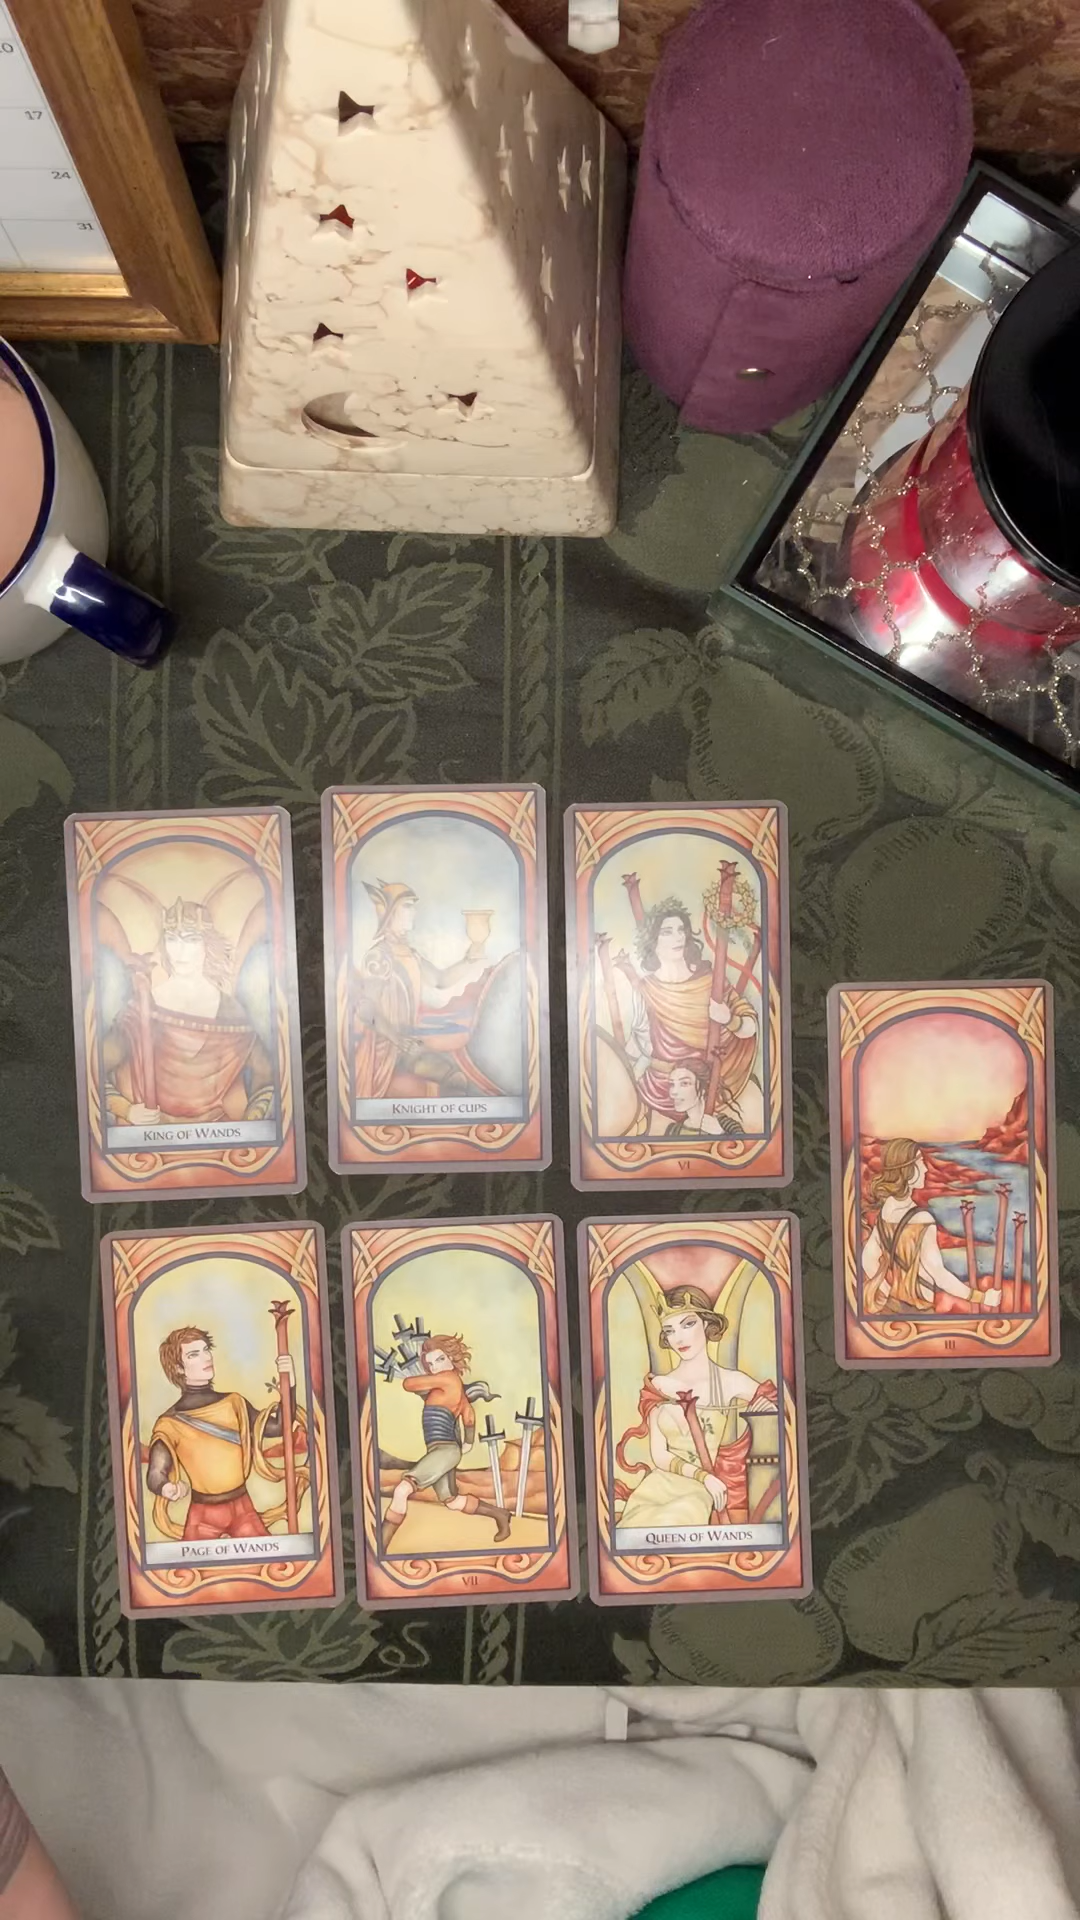 10
17
24
31
KING OF WANDS
KNIGHT OF CUPS
VI
III
PAGE OF WANDS
VII
QUEEN OF WANDS